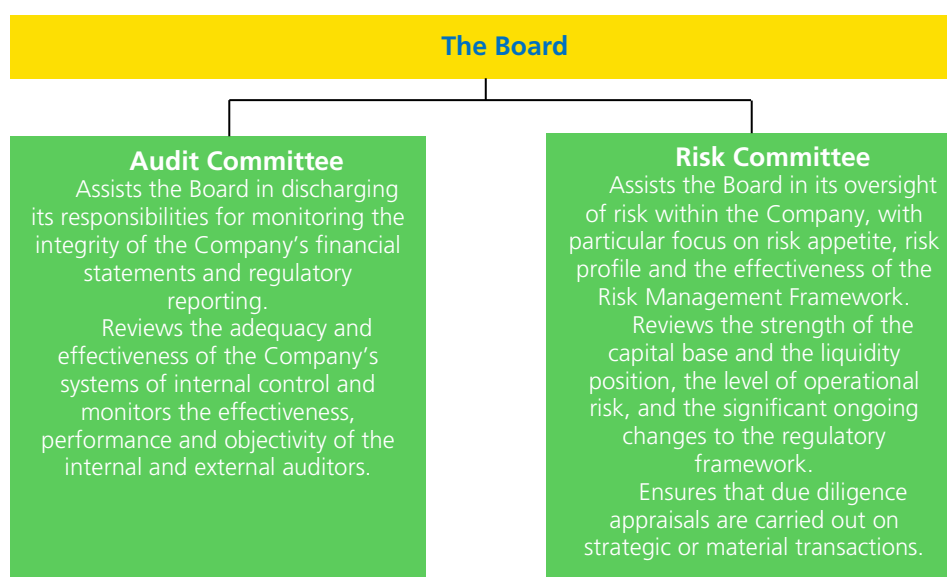 The Board
Audit Committee
Assists the Board in discharging
its responsibilities for monitoring the
integrity of the Company’s financial
statements and regulatory
reporting.
Reviews the adequacy and
effectiveness of the Company’s
systems of internal control and
monitors the effectiveness,
performance and objectivity of the
internal and external auditors.
Risk Committee
Assists the Board in its oversight
of risk within the Company, with
particular focus on risk appetite, risk
profile and the effectiveness of the
Risk Management Framework.
Reviews the strength of the
capital base and the liquidity
position, the level of operational
risk, and the significant ongoing
changes to the regulatory
framework.
Ensures that due diligence
appraisals are carried out on
strategic or material transactions.